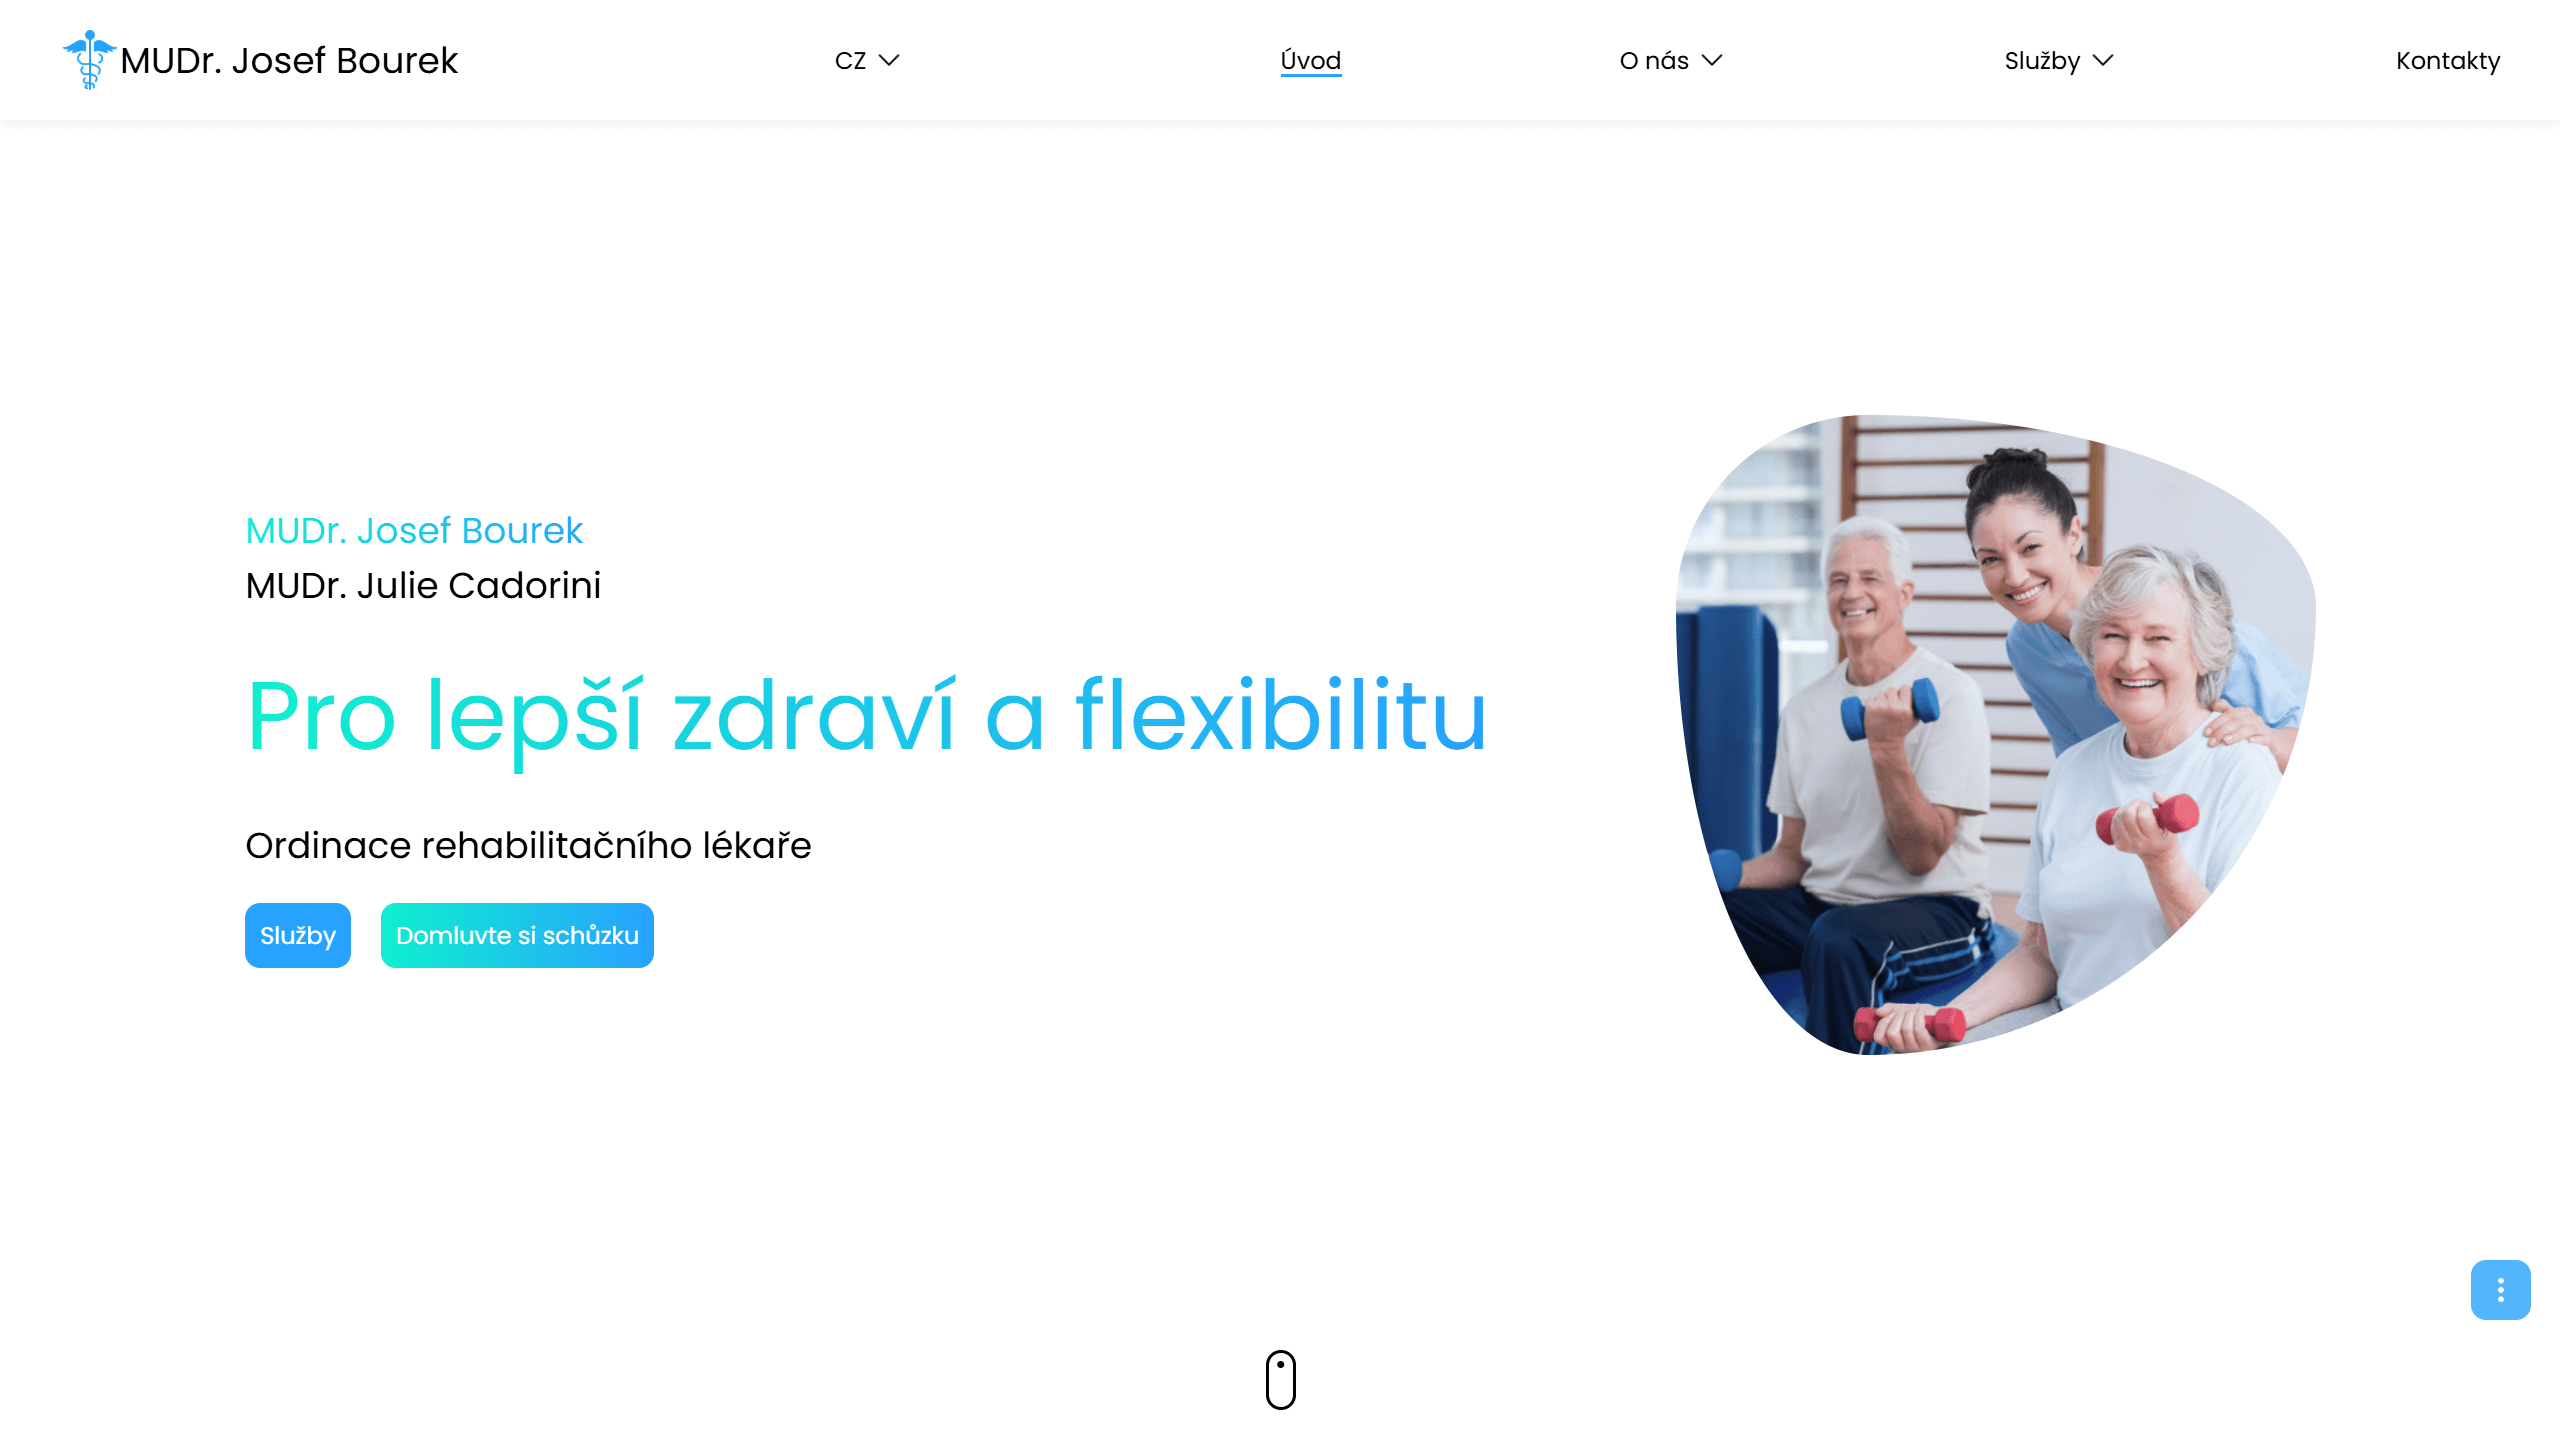 MUDr. Josef Bourek
CZ
Úvod
O nás
Služby
Kontakty
MUDr. Josef Bourek
MUDr. Julie Cadorini
Pro lepší zdraví a flexibilitu
Ordinace rehabilitačního lékaře
Služby
Domluvte si schůzku